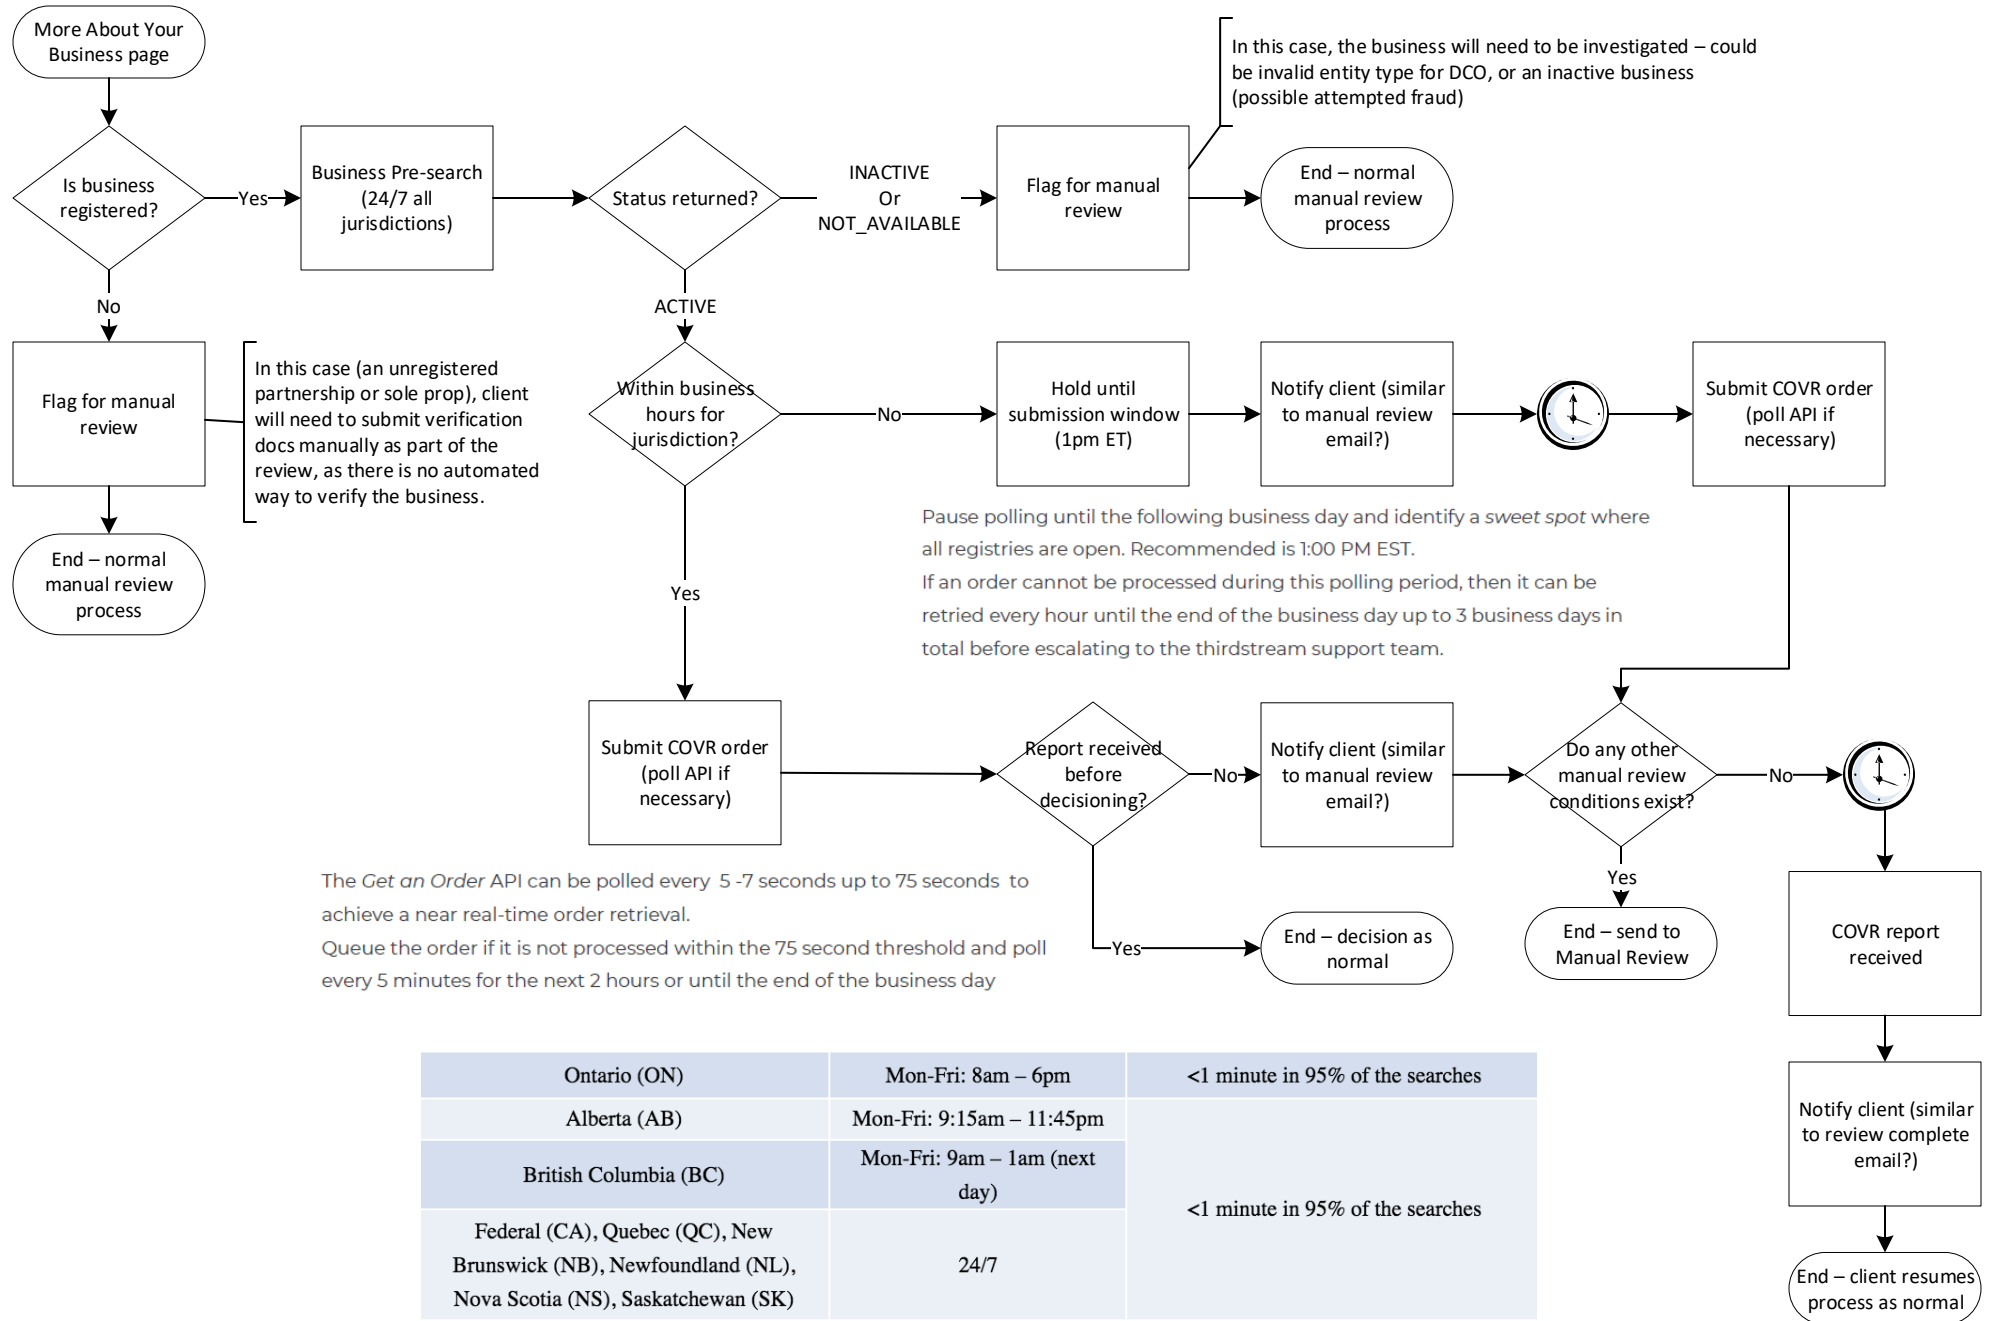 More About Your
Business page
In this case, the business will need to be investigated – could
be invalid entity type for DCO, or an inactive business
(possible attempted fraud)
Is business
registered?
Yes
Business Pre-search
(24/7 all
jurisdictions)
Status returned?
INACTIVE
Or
NOT_AVAILABLE
Flag for manual
review
End – normal
manual review
process
No
ACTIVE
Flag for manual
review
In this case (an unregistered
partnership or sole prop), client
will need to submit verification
docs manually as part of the
review, as there is no automated
way to verify the business.
Within business
hours for
jurisdiction?
No
Hold until
submission window
(1pm ET)
Notify client (similar
to manual review
email?)
Submit COVR order
(poll API if
necessary)
End – normal
manual review
process
Pause polling until the following business day and identify a sweet spot where
all registries are open. Recommended is 1:00 PM EST.
If an order cannot be processed during this polling period, then it can be
retried every hour until the end of the business day up to 3 business days in
total before escalating to the thirdstream support team.
Yes
Submit COVR order
(poll API if
necessary)
Report received
before
decisioning?
No
Notify client (similar
to manual review
email?)
Do any other
manual review
conditions exist?
No
Yes
Yes
The Get an Order API can be polled every 5 -7 seconds up to 75 seconds to
achieve a near real-time order retrieval.
Queue the order if it is not processed within the 75 second threshold and poll
every 5 minutes for the next 2 hours or until the end of the business day
End – decision as
normal
End – send to
Manual Review
COVR report
received
Notify client (similar
to review complete
email?)
End – client resumes
process as normal
Ontario (ON)
Mon-Fri: 8am – 6pm
<1 minute in 95% of the searches
Alberta (AB)
Mon-Fri: 9:15am – 11:45pm
British Columbia (BC)
Mon-Fri: 9am – 1am (next
day)
<1 minute in 95% of the searches
Federal (CA), Quebec (QC), New
Brunswick (NB), Newfoundland (NL),
Nova Scotia (NS), Saskatchewan (SK)
24/7